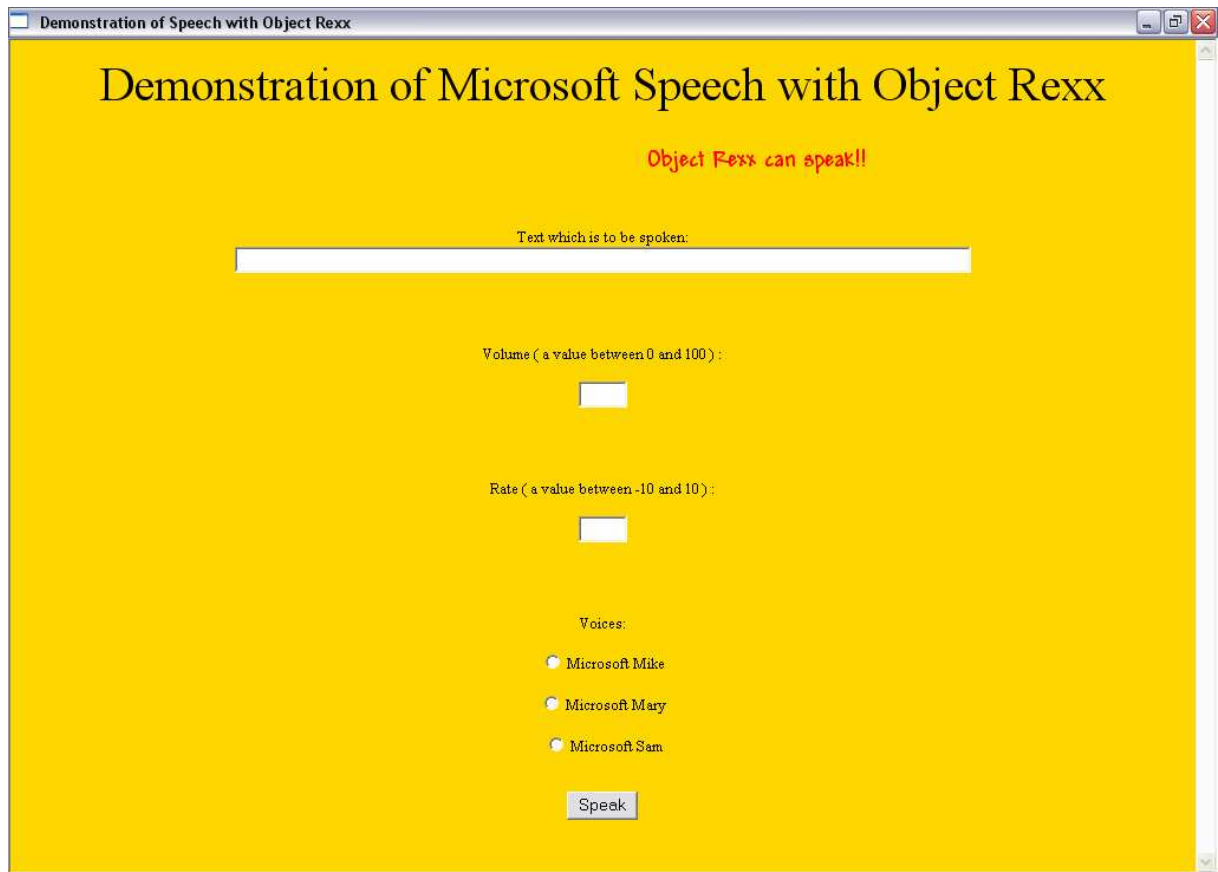 Demonstration of Speech with Object Rexx
Demonstration of Microsoft Speech with Object Rexx
Object Rexx can speak!!
Text which is to be spoken:
Volume ( a value between 0 and 100 ) :
Rate ( a value between -10 and 10 ) :
Voices:
Microsoft Mike
Microsoft Mary
Microsoft Sam
Speak